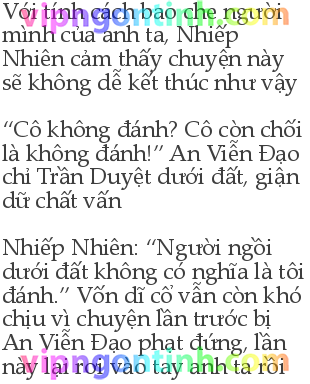 Với tính cách bao che người
mình của anh ta, Nhiếp
Nhiên cảm thấy chuyện này
sẽ không dễ kết thúc như vậy
“Cô không đánh? Cô còn chối
là không đánh!” An Viễn Đạo
chỉ Trần Duyệt dưới đất, giận
dữ chất vấn
Nhiếp Nhiên: “Người ngồi
dưới đất không có nghĩa là tôi
đánh.” Vốn dĩ cổ vẫn còn khó
chịu vì chuyện lần trước bị
An Viễn Đạo phạt đứng, lần
này lại rơi vào tay anh ta rồi
vipngontinh.com
vipngontinh.com